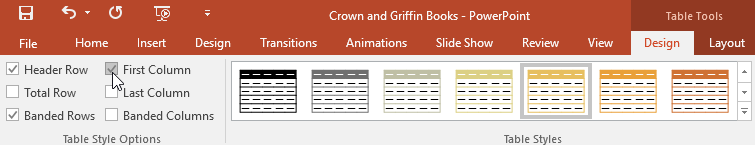 Crown and Griffin Books - PowerPoint
Table Tools
File Home Insert Design Transitions Animations Slide Show Review View Design Layout
Header Row First Column
Total Row Last Column
Banded Rows Banded Columns
Table Style Options Table Styles